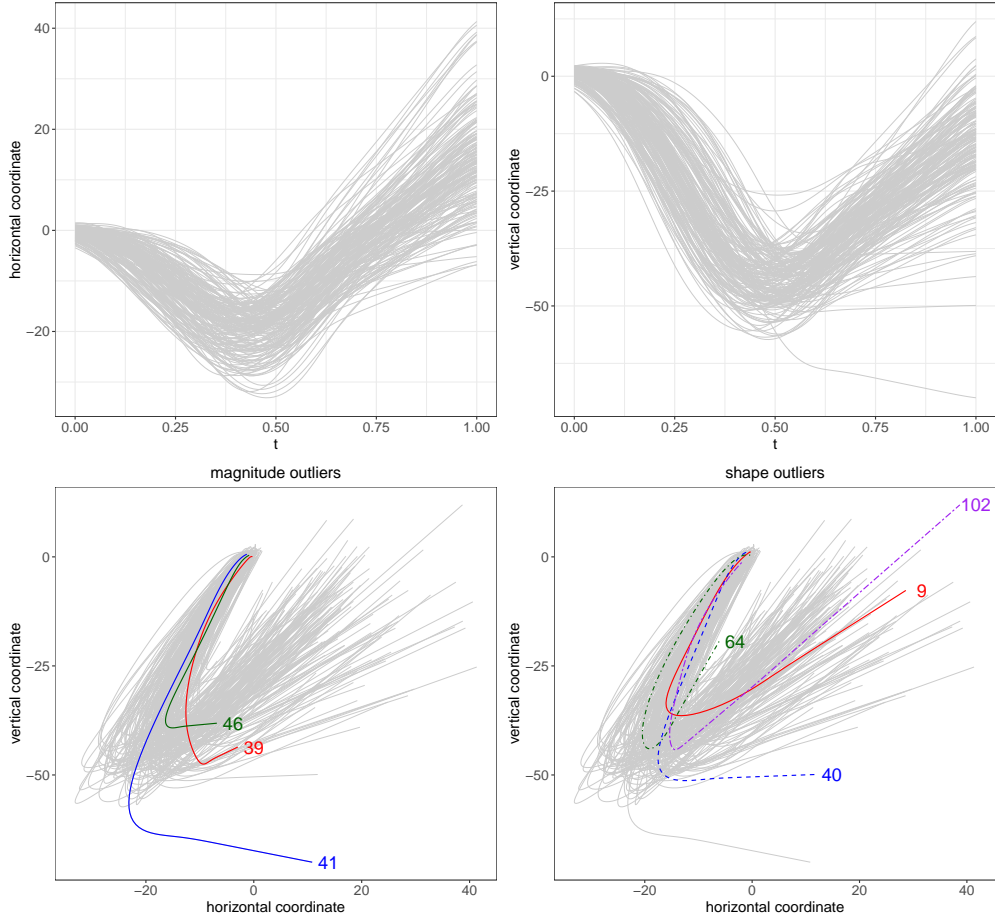 40
20
0
−20
horizontal coordinate
0.00 0.25 0.50 0.75 1.00
t
0
−25
−50
vertical coordinate
0.00 0.25 0.50 0.75 1.00
t
magnitude outliers
0
−25
−50
vertical coordinate
46
39
41
−20 0 20 40
horizontal coordinate
shape outliers
0
−25
−50
vertical coordinate
102
9
64
40
−20 0 20 40
horizontal coordinate